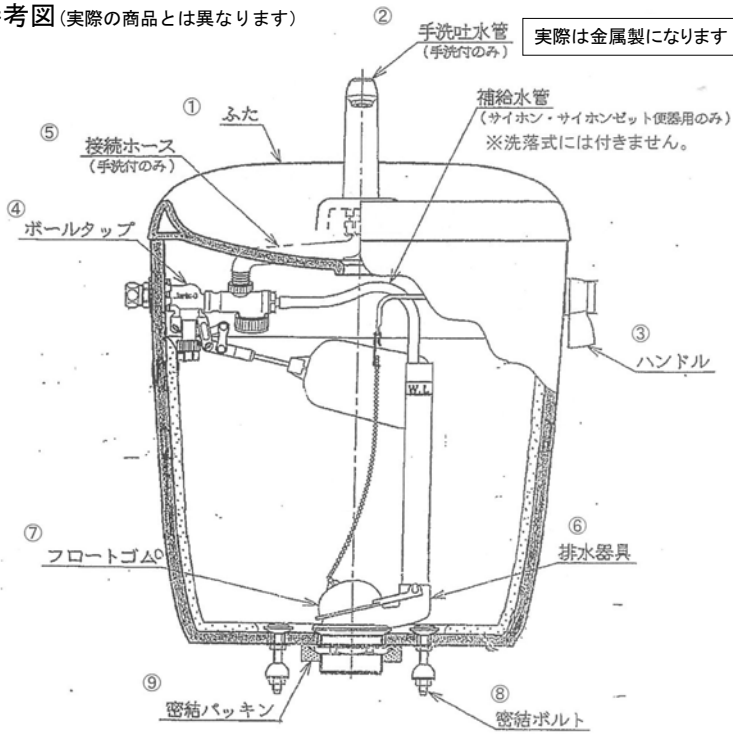 考図(実際の商品とは異なります)
②
手洗吐水管
(手洗付のみ)
実際は金属製になります
①
ふた
補給水管
(サイホン・サイホンゼット便器用のみ)
※洗落式には付きません。
⑤
接続ホース
(手洗付のみ)
④
ボールタップ
③
ハンドル
W.L
⑦
フロートゴム
⑥
排水器具
⑨
密結パッキン
⑧
密結ボルト